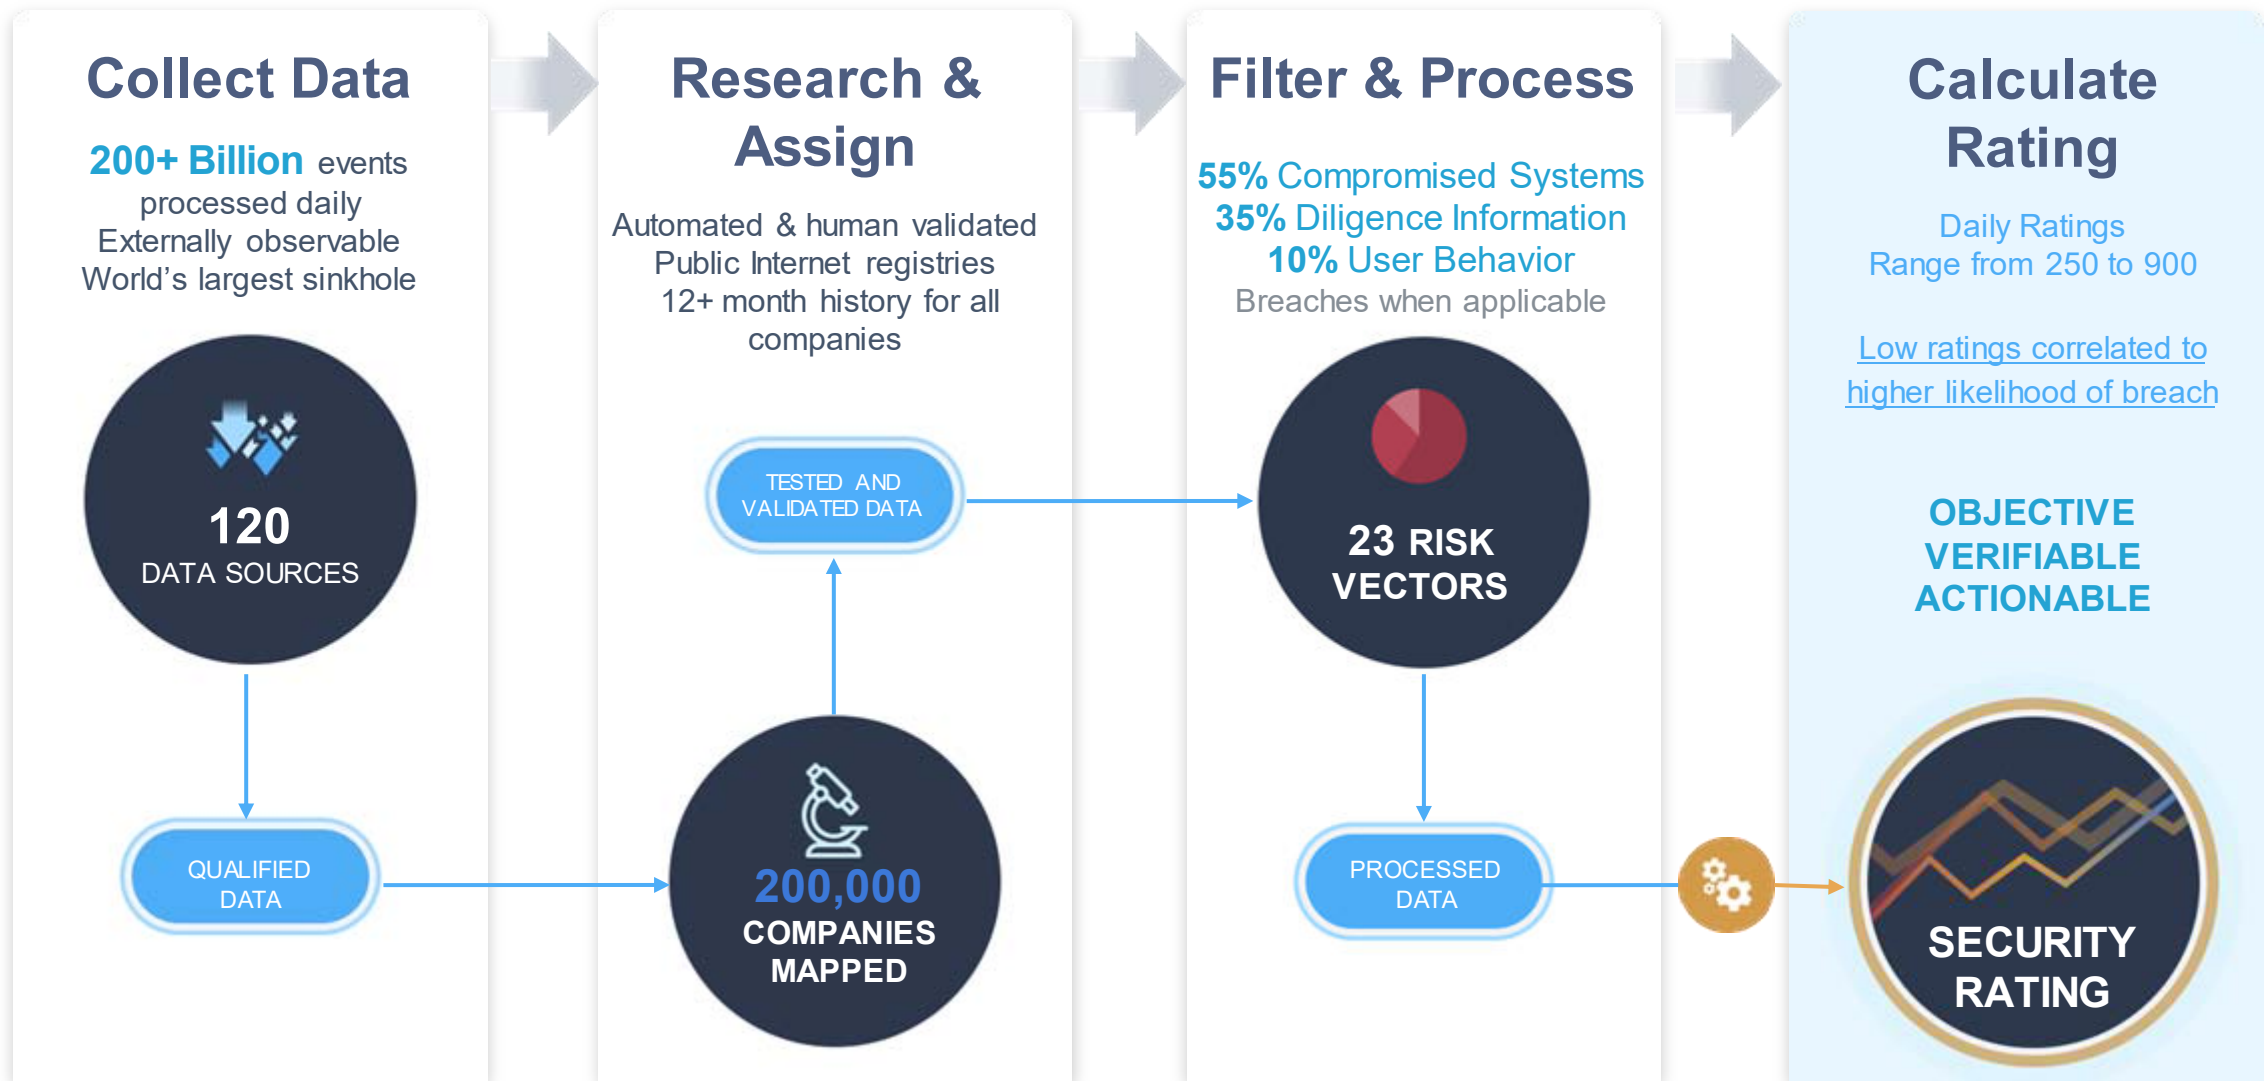 Collect Data
200+ Billion events
processed daily
Externally observable
World's largest sinkhole
120
DATA SOURCES
QUALIFIED
DATA
Research &
Assign
Automated & human validated
Public Internet registries
12+ month history for all
companies
TESTED AND
VALIDATED DATA
200,000
COMPANIES
MAPPED
Filter & Process
55% Compromised Systems
35% Diligence Information
10% User Behavior
Breaches when applicable
23 RISK
VECTORS
PROCESSED
DATA
Calculate
Rating
Daily Ratings
Range from 250 to 900
Low ratings correlated to
higher likelihood of breach
OBJECTIVE
VERIFIABLE
ACTIONABLE
SECURITY
RATING